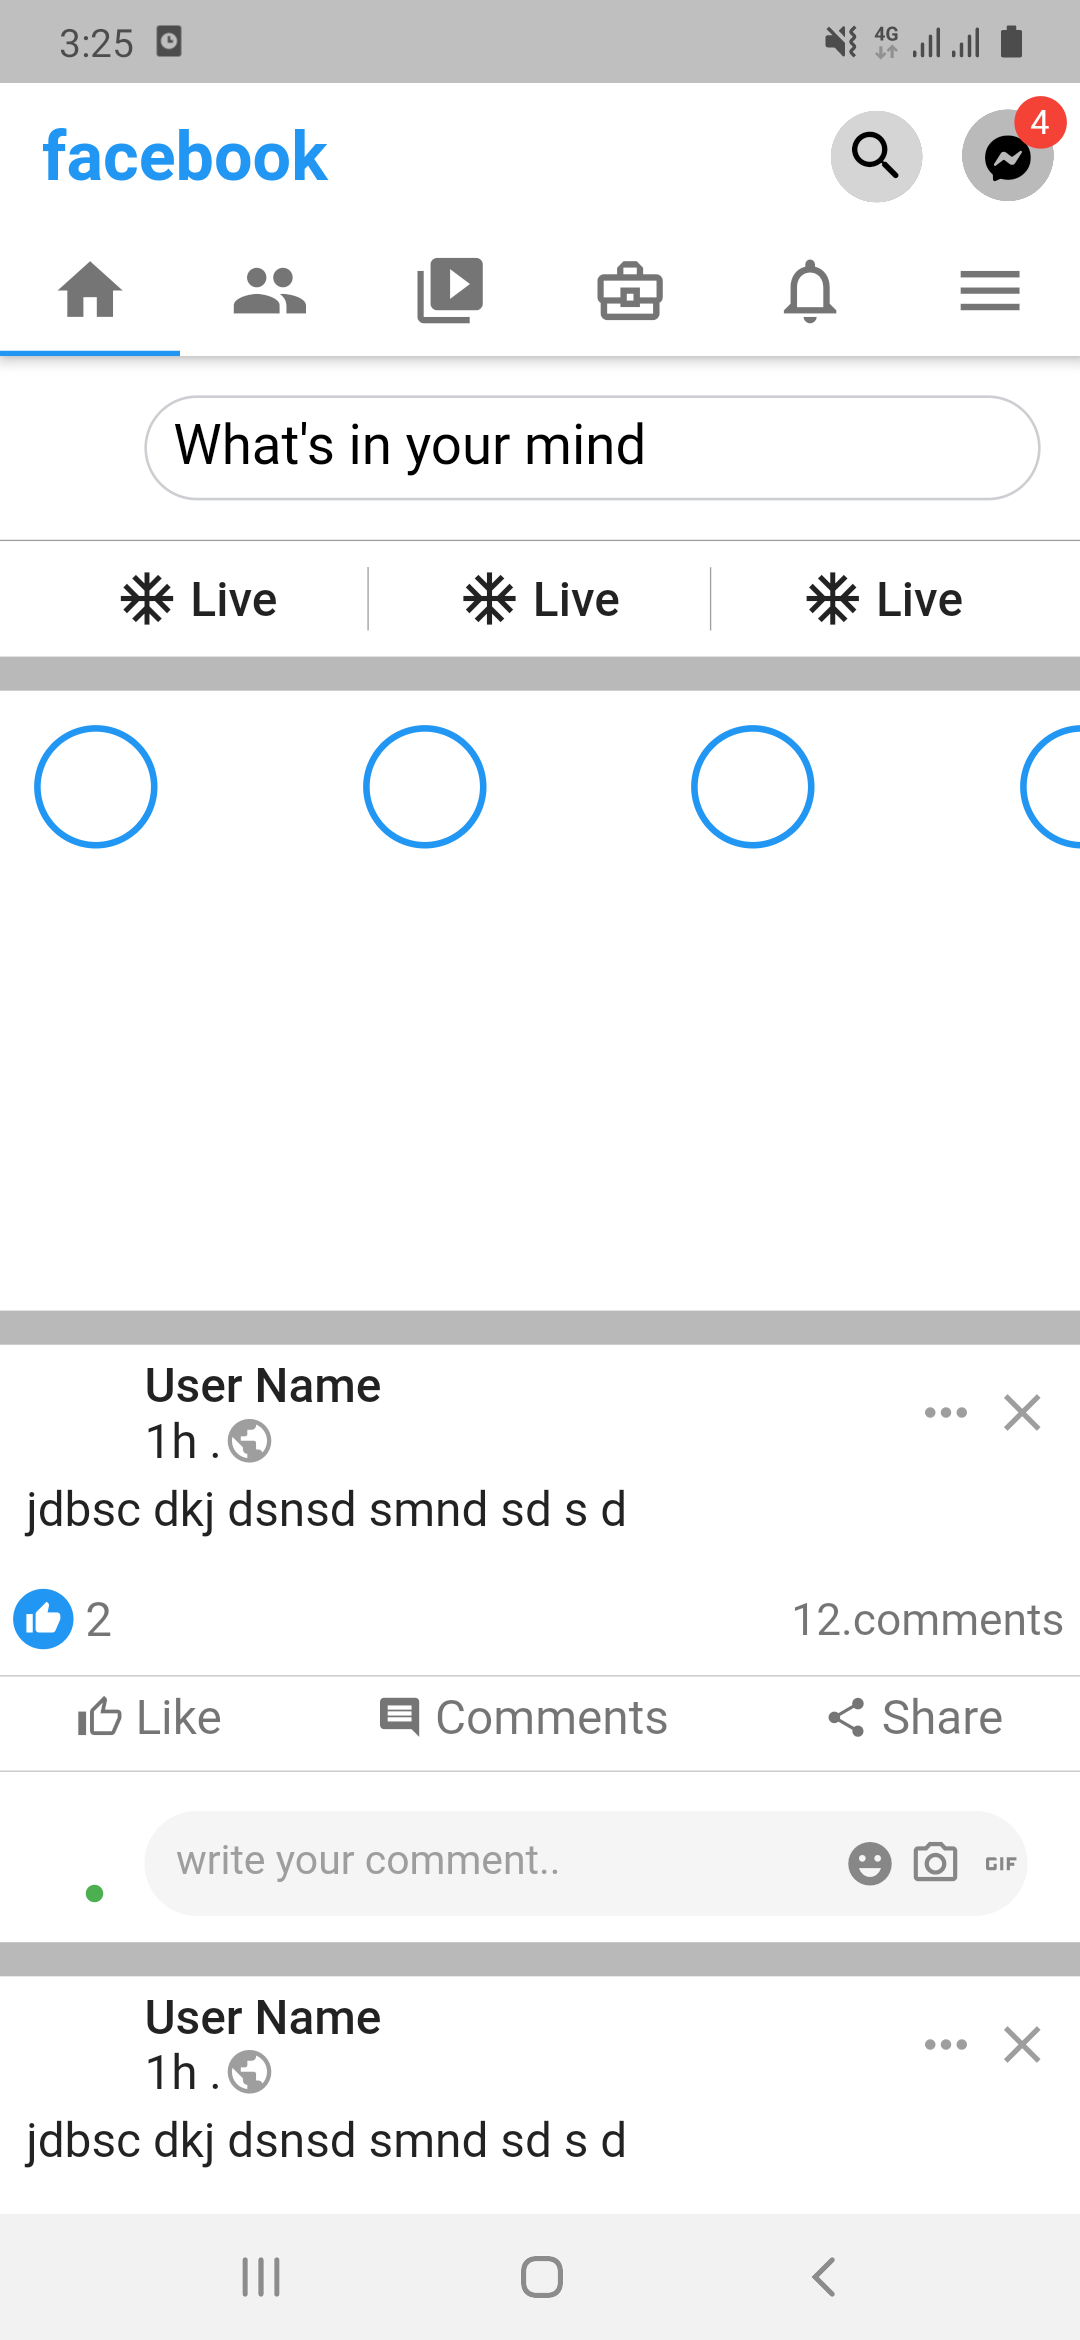 3:25
4G
facebook
4
What's in your mind
Live
Live
Live
User Name
1h .
jdbsc dkj dsnsd smnd sd s d
2
12.comments
Like
Comments
Share
write your comment..
GIF
User Name
1h .
jdbsc dkj dsnsd smnd sd s d